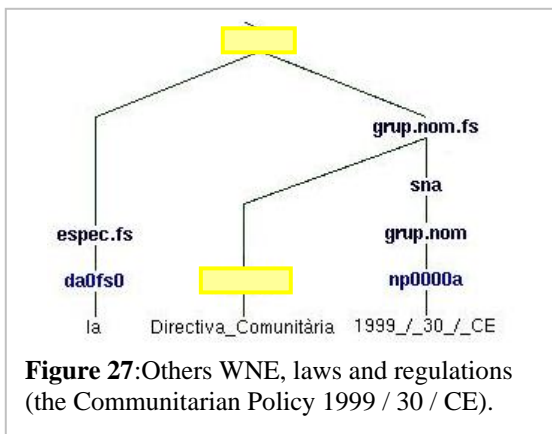 grup.nom.fs
sna
espec.fs grup.nom
da0fs0 np0000a
la Directiva_Comunitària 1999_/_30_/_CE
Figure 27:Others WNE, laws and regulations
(the Communitarian Policy 1999 / 30 / CE).